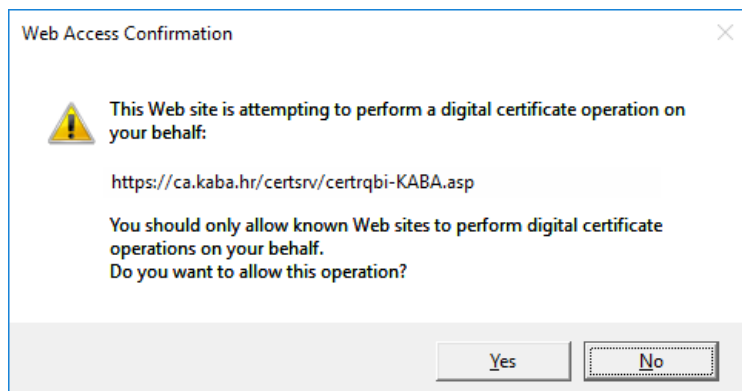 Web Access Confirmation
This Web site is attempting to perform a digital certificate operation on
your behalf:
https://ca.kaba.hr/certsrv/certrqbi-KABA.asp
You should only allow known Web sites to perform digital certificate
operations on your behalf.
Do you want to allow this operation?
Yes
No